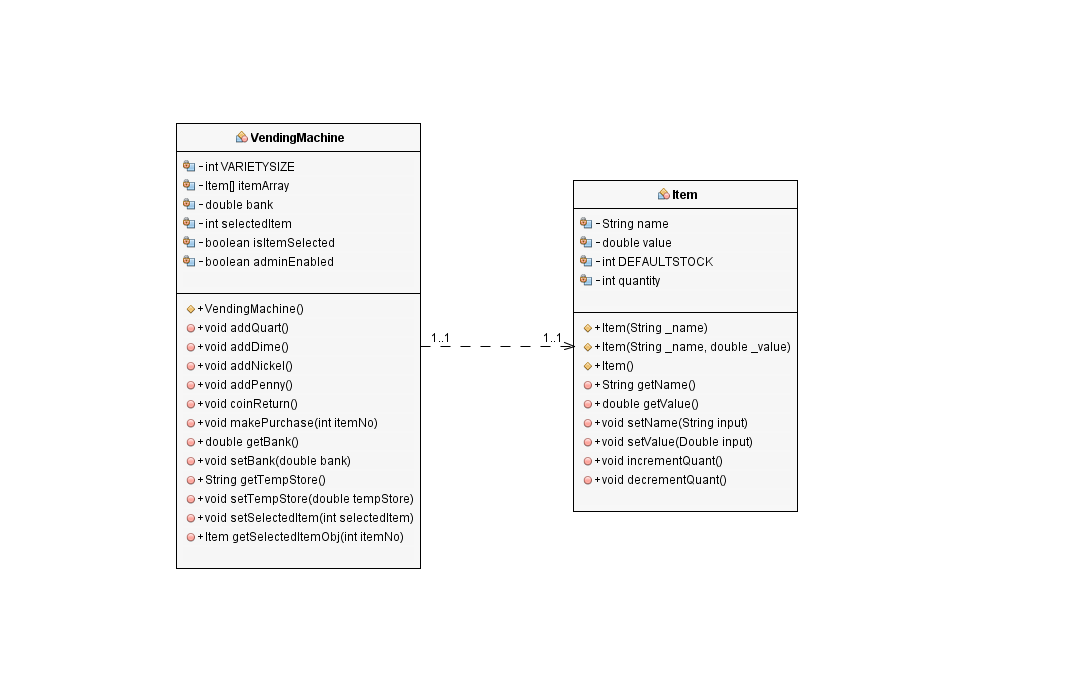 VendingMachine
-int VARIETYSIZE
-Item[] itemArray
-double bank
-int selectedItem
-boolean isItemSelected
-boolean adminEnabled
+VendingMachine()
+void addQuart()
+void addDime()
+void addNickel()
+void addPenny()
+void coinReturn()
+void makePurchase(int itemNo)
+double getBank()
+void setBank(double bank)
+String getTempStore()
+void setTempStore(double tempStore)
+void setSelectedItem(int selectedItem)
+Item getSelectedItemObj(int itemNo)
1..1
1..1
Item
-String name
-double value
-int DEFAULTSTOCK
-int quantity
+Item(String _name)
+Item(String _name, double _value)
+Item()
+String getName()
+double getValue()
+void setName(String input)
+void setValue(Double input)
+void incrementQuant()
+void decrementQuant()